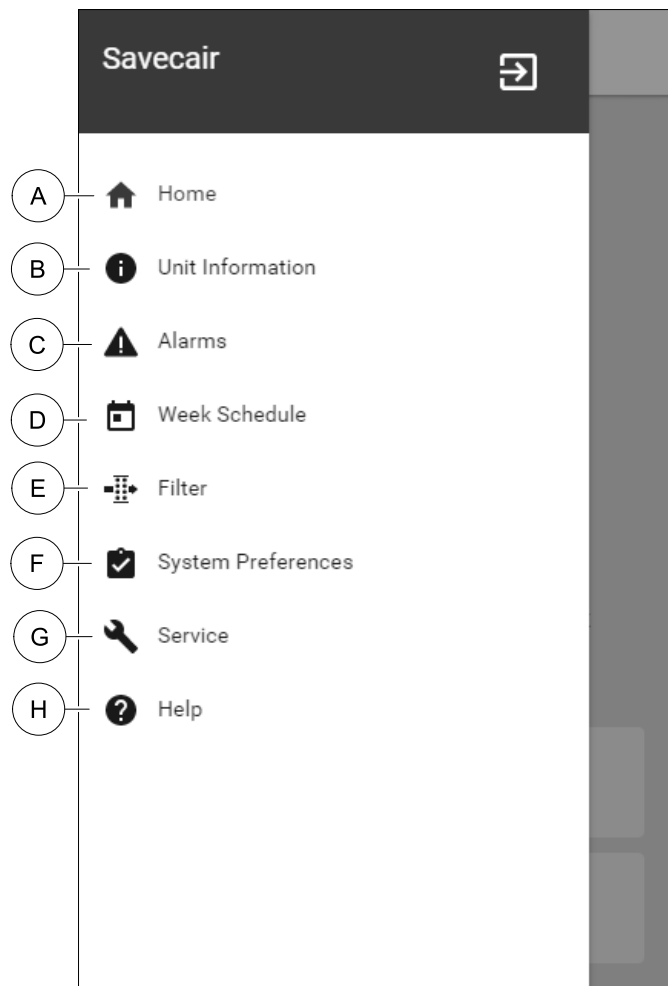 Savecair
A Home
B Unit Information
C Alarms
D Week Schedule
E Filter
F System Preferences
G Service
H Help